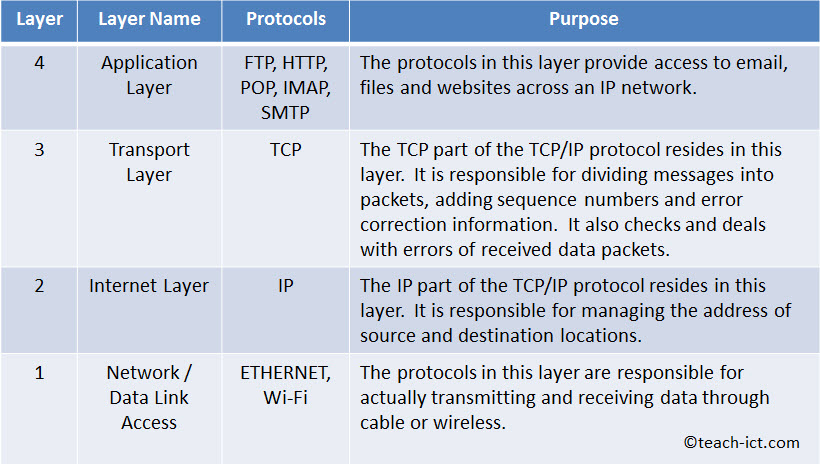 Layer Layer Name Protocols Purpose
4 Application FTP, HTTP, The protocols in this layer provide access to email,
Layer POP, IMAP, files and websites across an IP network.
SMTP
3 Transport TCP The TCP part of the TCP/IP protocol resides in this
Layer layer.  It is responsible for dividing messages into
packets, adding sequence numbers and error
correction information.  It also checks and deals
with errors of received data packets.
2 Internet Layer IP The IP part of the TCP/IP protocol resides in this
layer.  It is responsible for managing the address of
source and destination locations.
1 Network / ETHERNET, The protocols in this layer are responsible for
Data Link Wi-Fi actually transmitting and receiving data through
Access cable or wireless.
©teach-ict.com